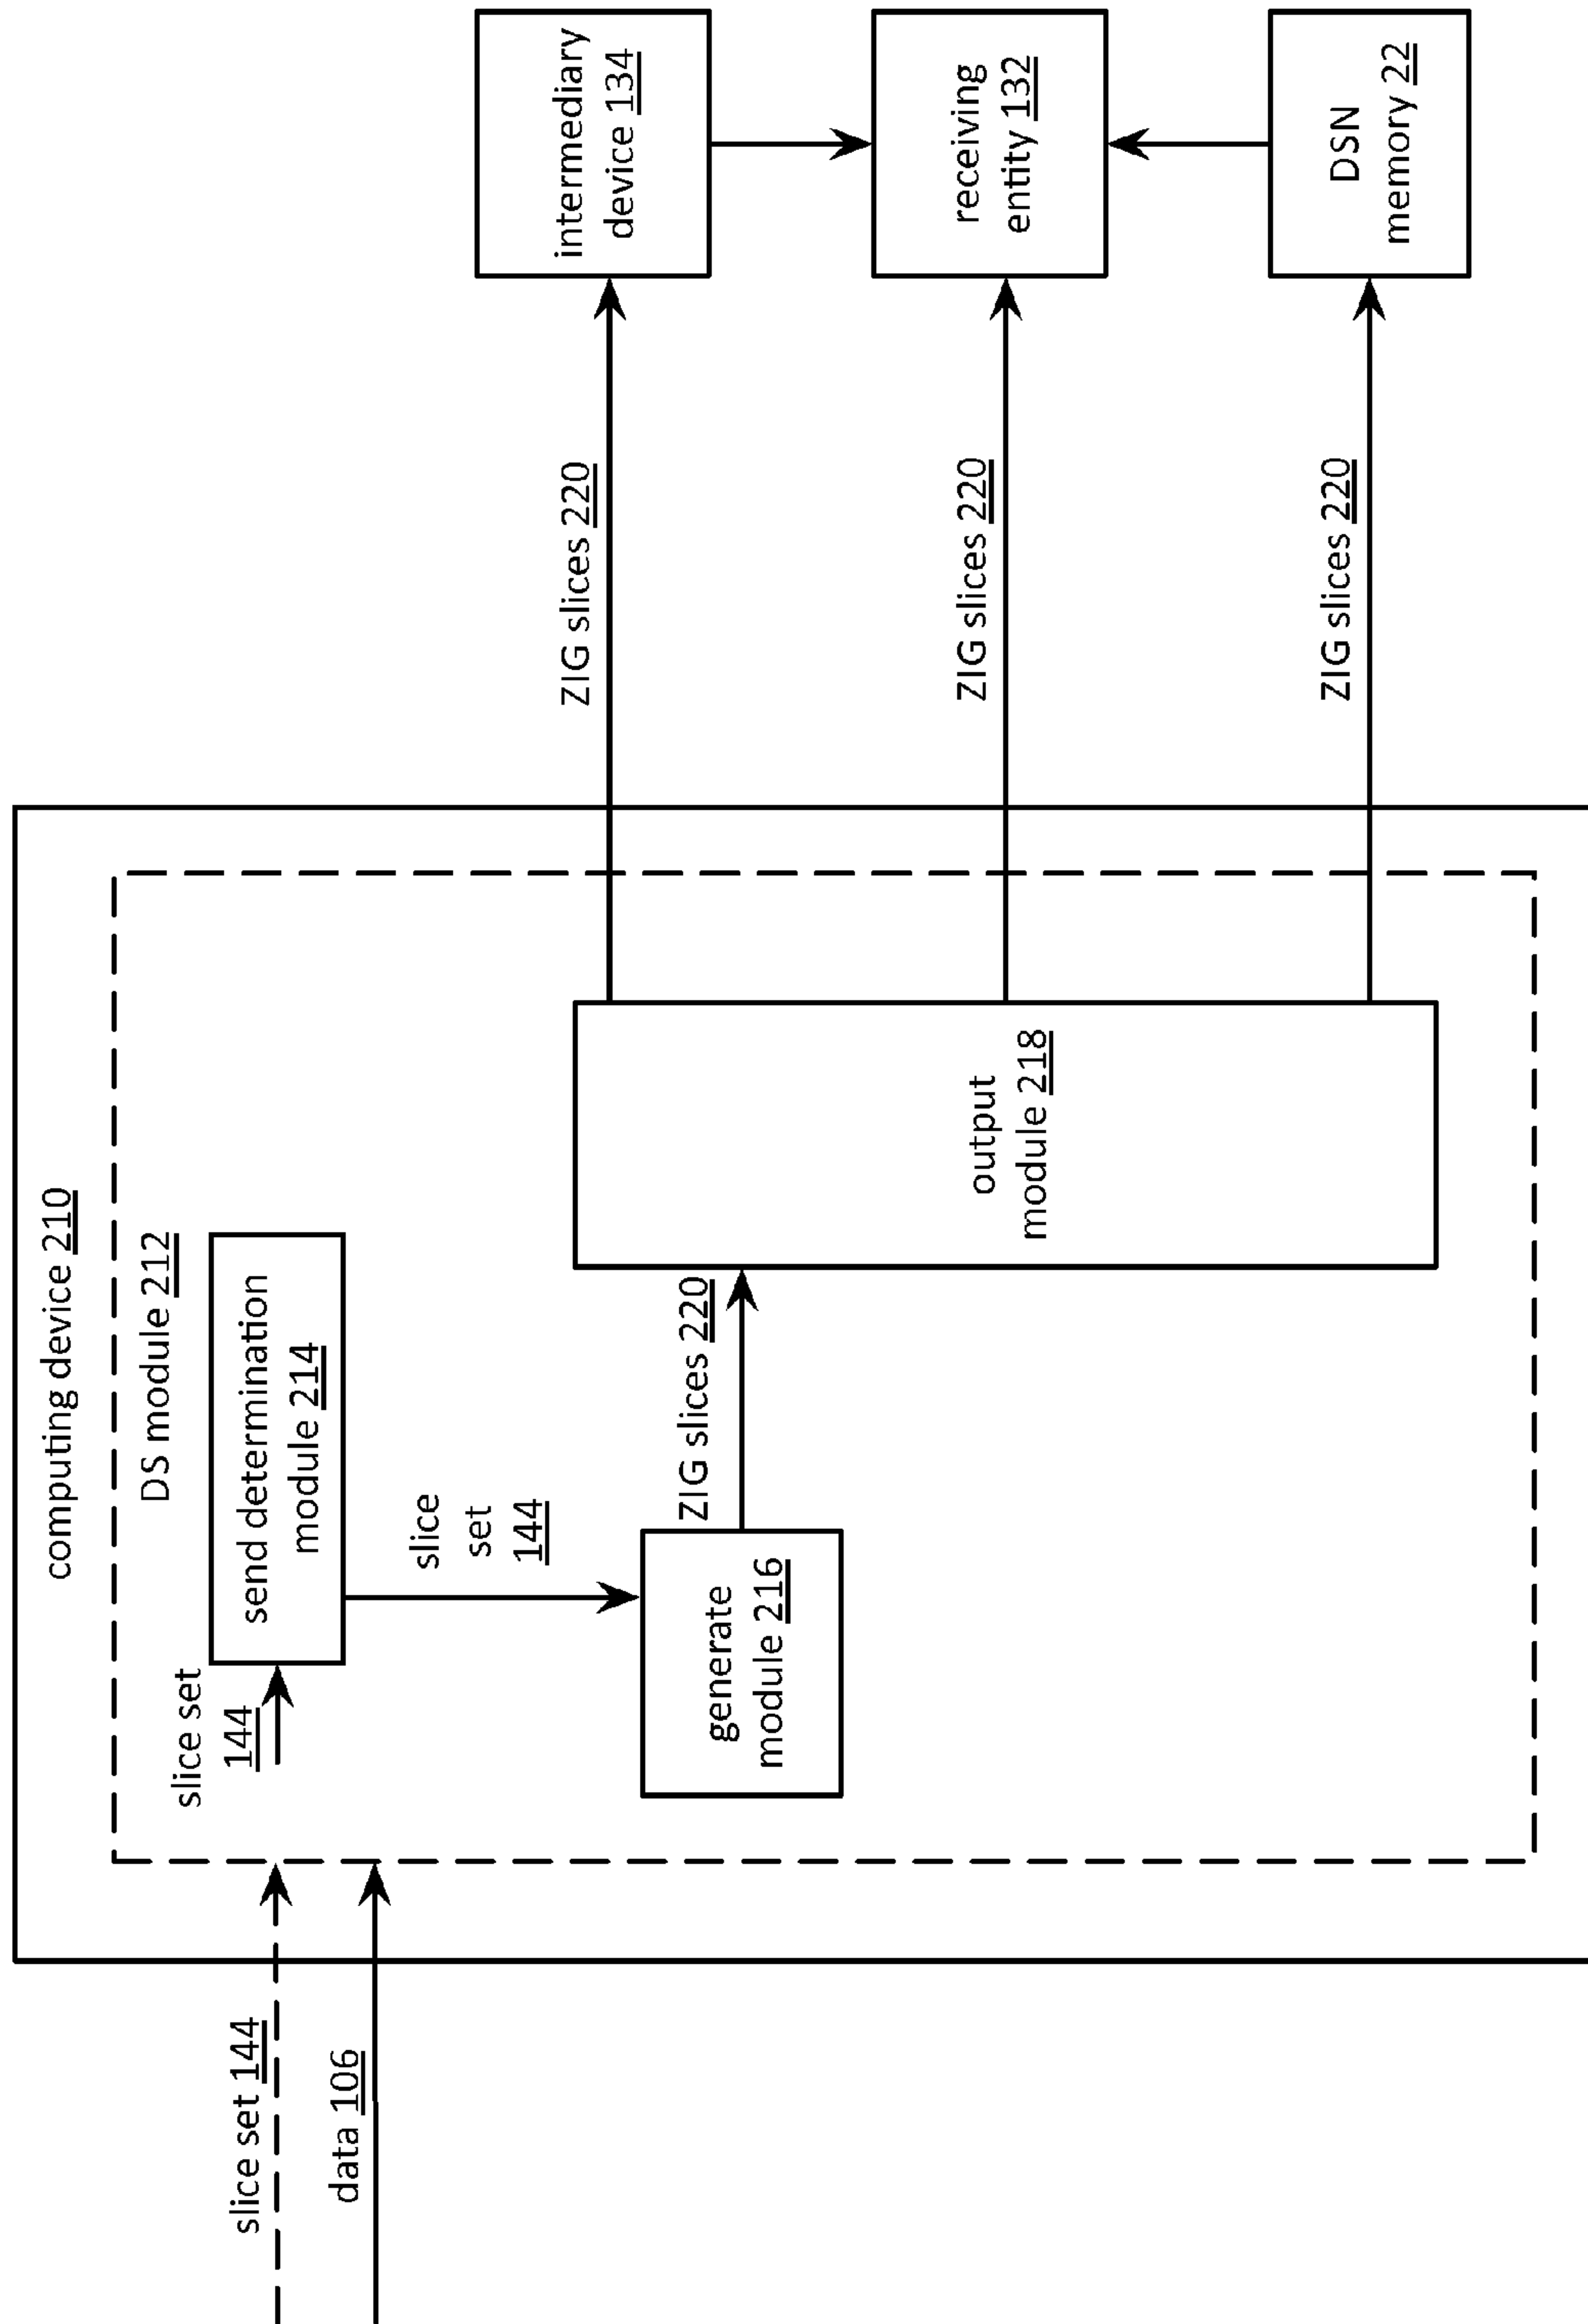 computing device 210
DS module 212
slice set 144
data 106
slice set
144
send determination
module 214
slice
set
144
generate
module 216
ZIG slices 220
output
module 218
ZIG slices 220
ZIG slices 220
ZIG slices 220
intermediary
device 134
receiving
entity 132
DSN
memory 22